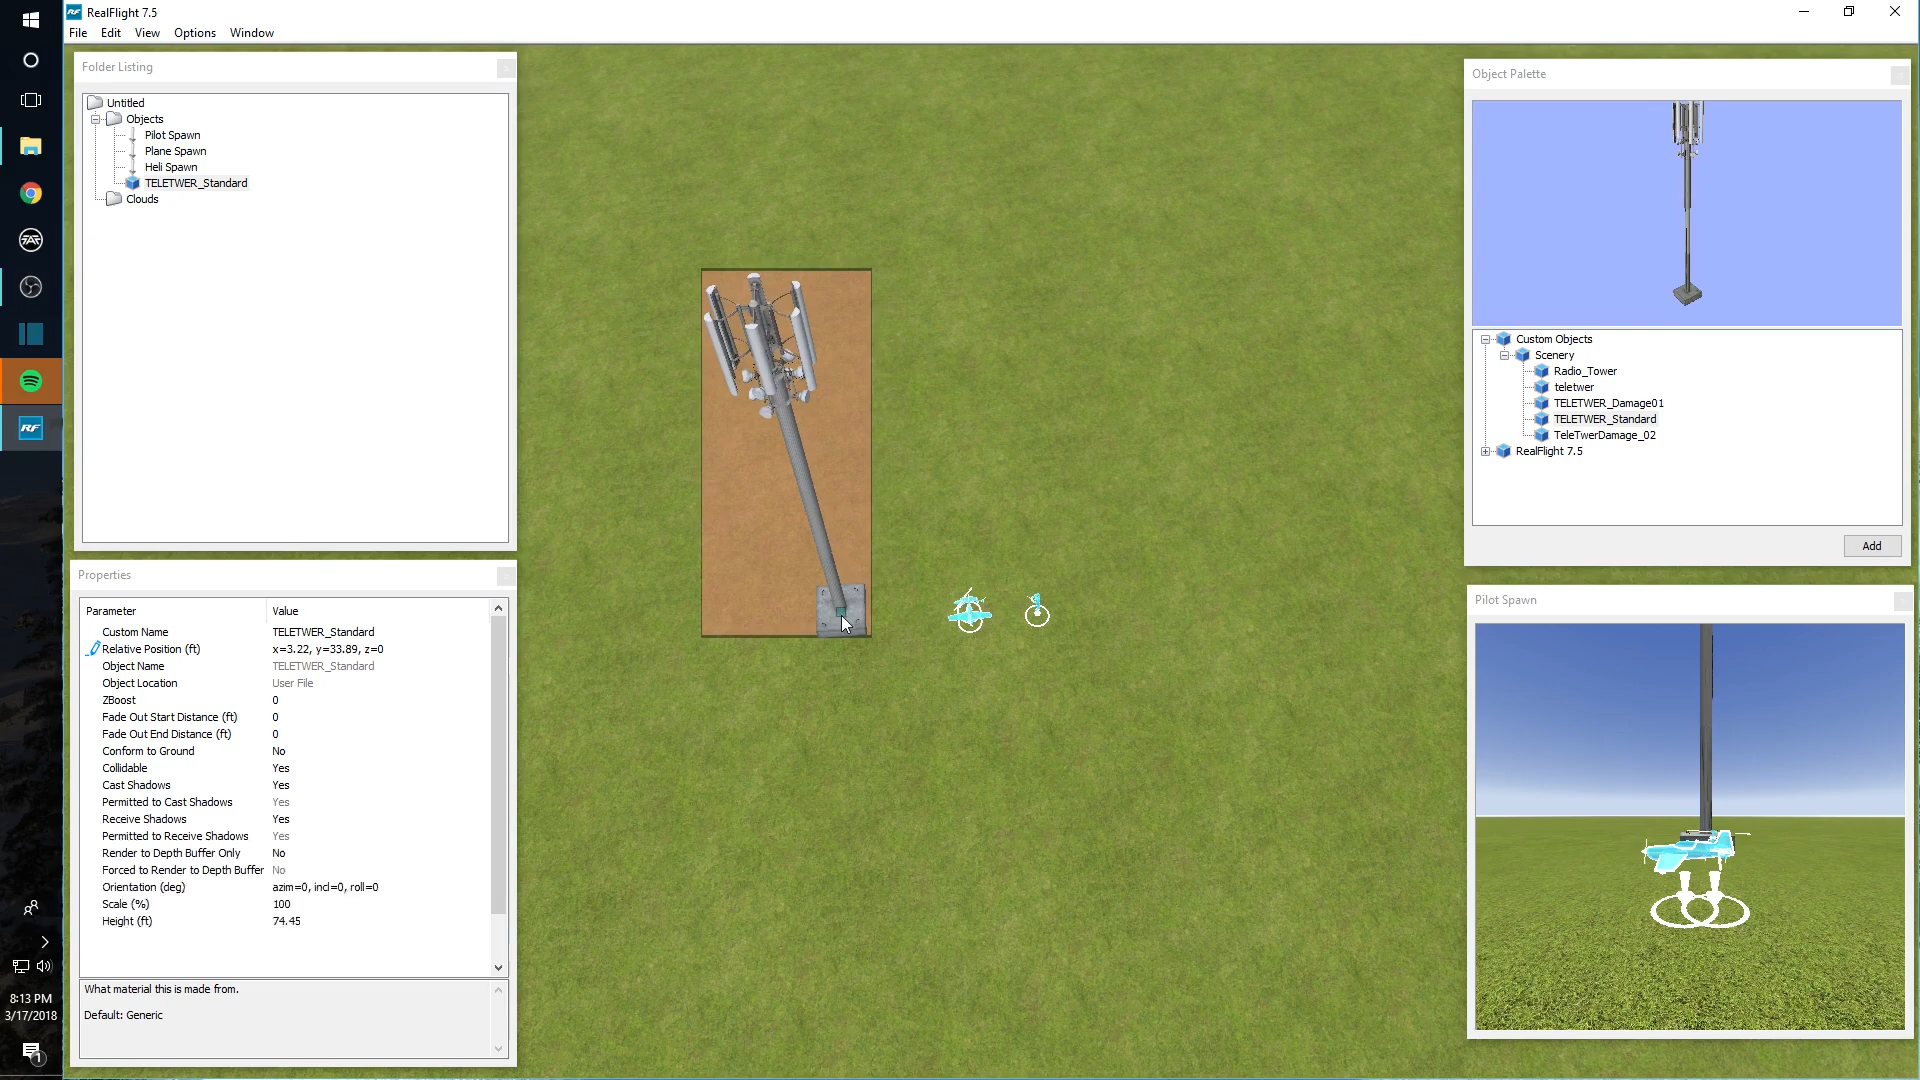 RF RealFlight 7.5
File Edit View Options Window
Folder Listing
Untitled
Objects
Pilot Spawn
Plane Spawn
Heli Spawn
TELETWER_Standard
Clouds
Properties
Parameter Value
Custom Name TELETWER_Standard
Relative Position (ft) x=3.22, y=33.89, z=0
Object Name TELETWER_Standard
Object Location User File
ZBoost 0
Fade Out Start Distance (ft) 0
Fade Out End Distance (ft) 0
Conform to Ground No
Collidable Yes
Cast Shadows Yes
Permitted to Cast Shadows Yes
Receive Shadows Yes
Permitted to Receive Shadows Yes
Render to Depth Buffer Only No
Forced to Render to Depth Buffer No
Orientation (deg) azim=0, incl=0, roll=0
Scale (%) 100
Height (ft) 74.45
What material this is made from.
Default: Generic
Object Palette
Custom Objects
Scenery
Radio_Tower
teletwer
TELETWER_Damage01
TELETWER_Standard
TeleTwerDamage_02
RealFlight 7.5
Add
Pilot Spawn
RF
8:13 PM
3/17/2018
1